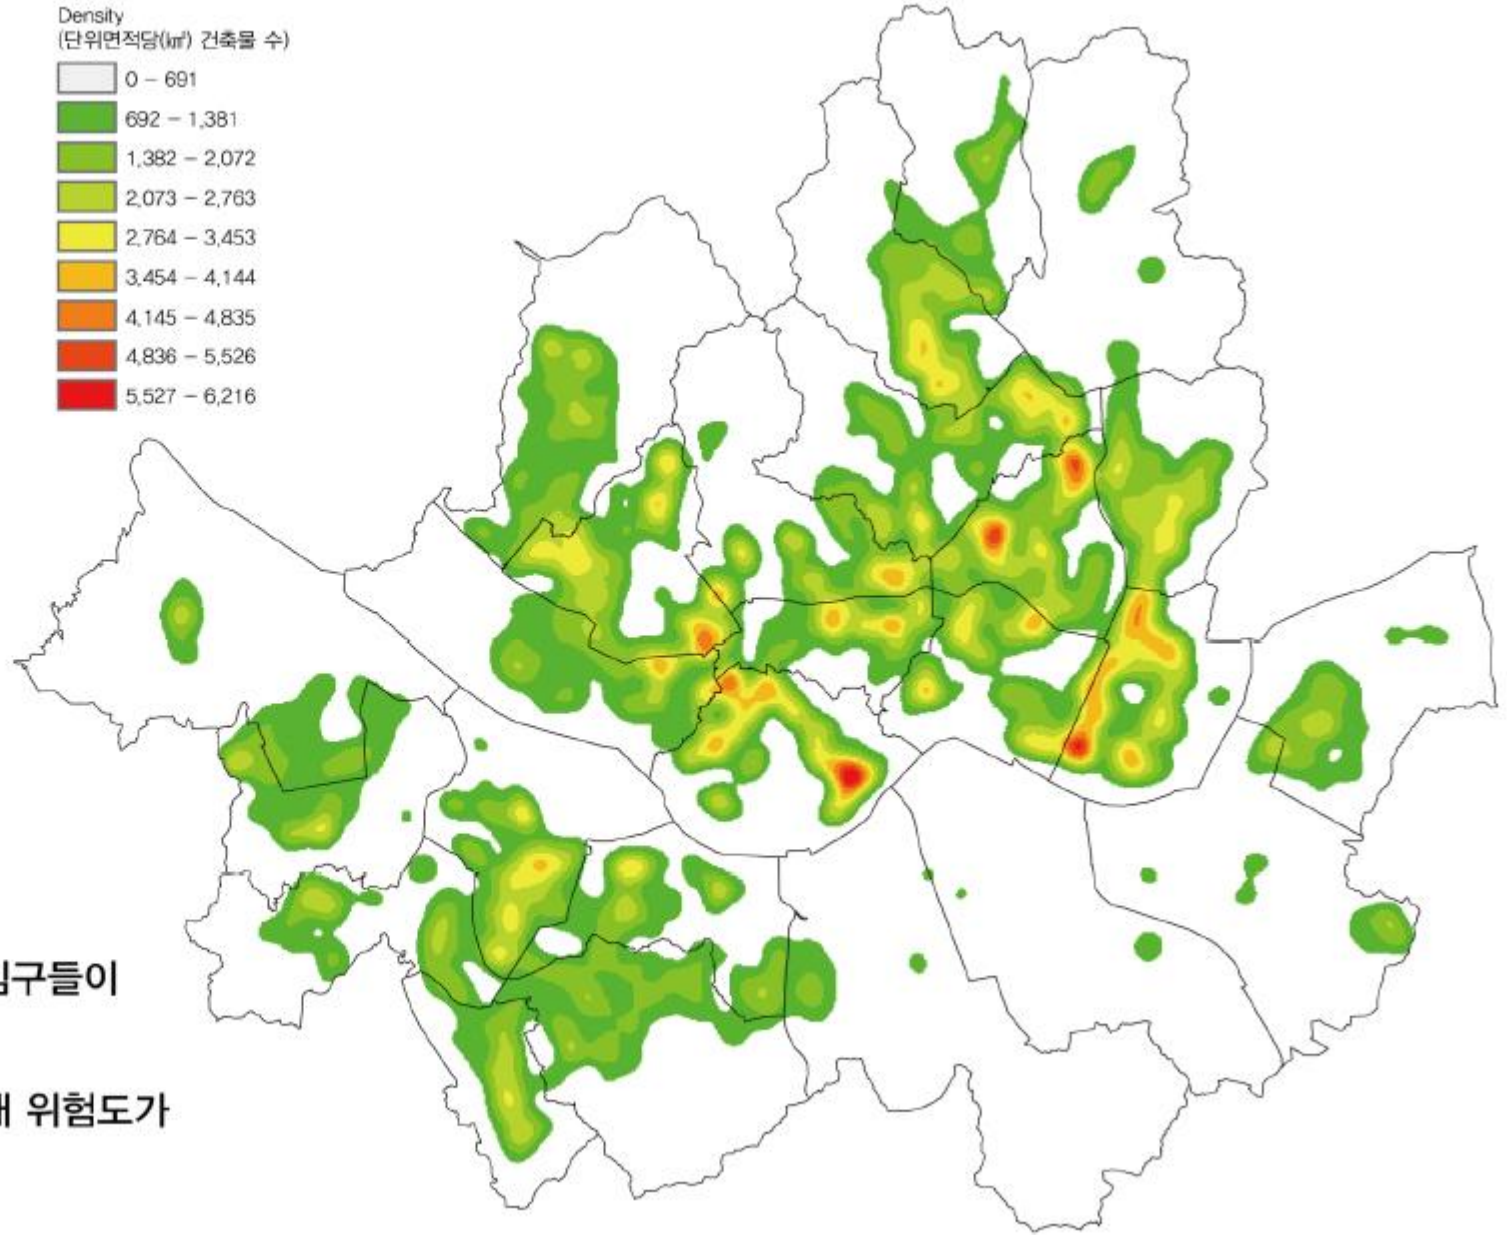 Density
(단위면적당(㎢) 건축물 수)
0 – 691
692 – 1,381
1,382 – 2,072
2,073 – 2,763
2,764 – 3,453
3,454 – 4,144
4,145 – 4,835
4,836 – 5,526
5,527 – 6,216
구들이
위험도가